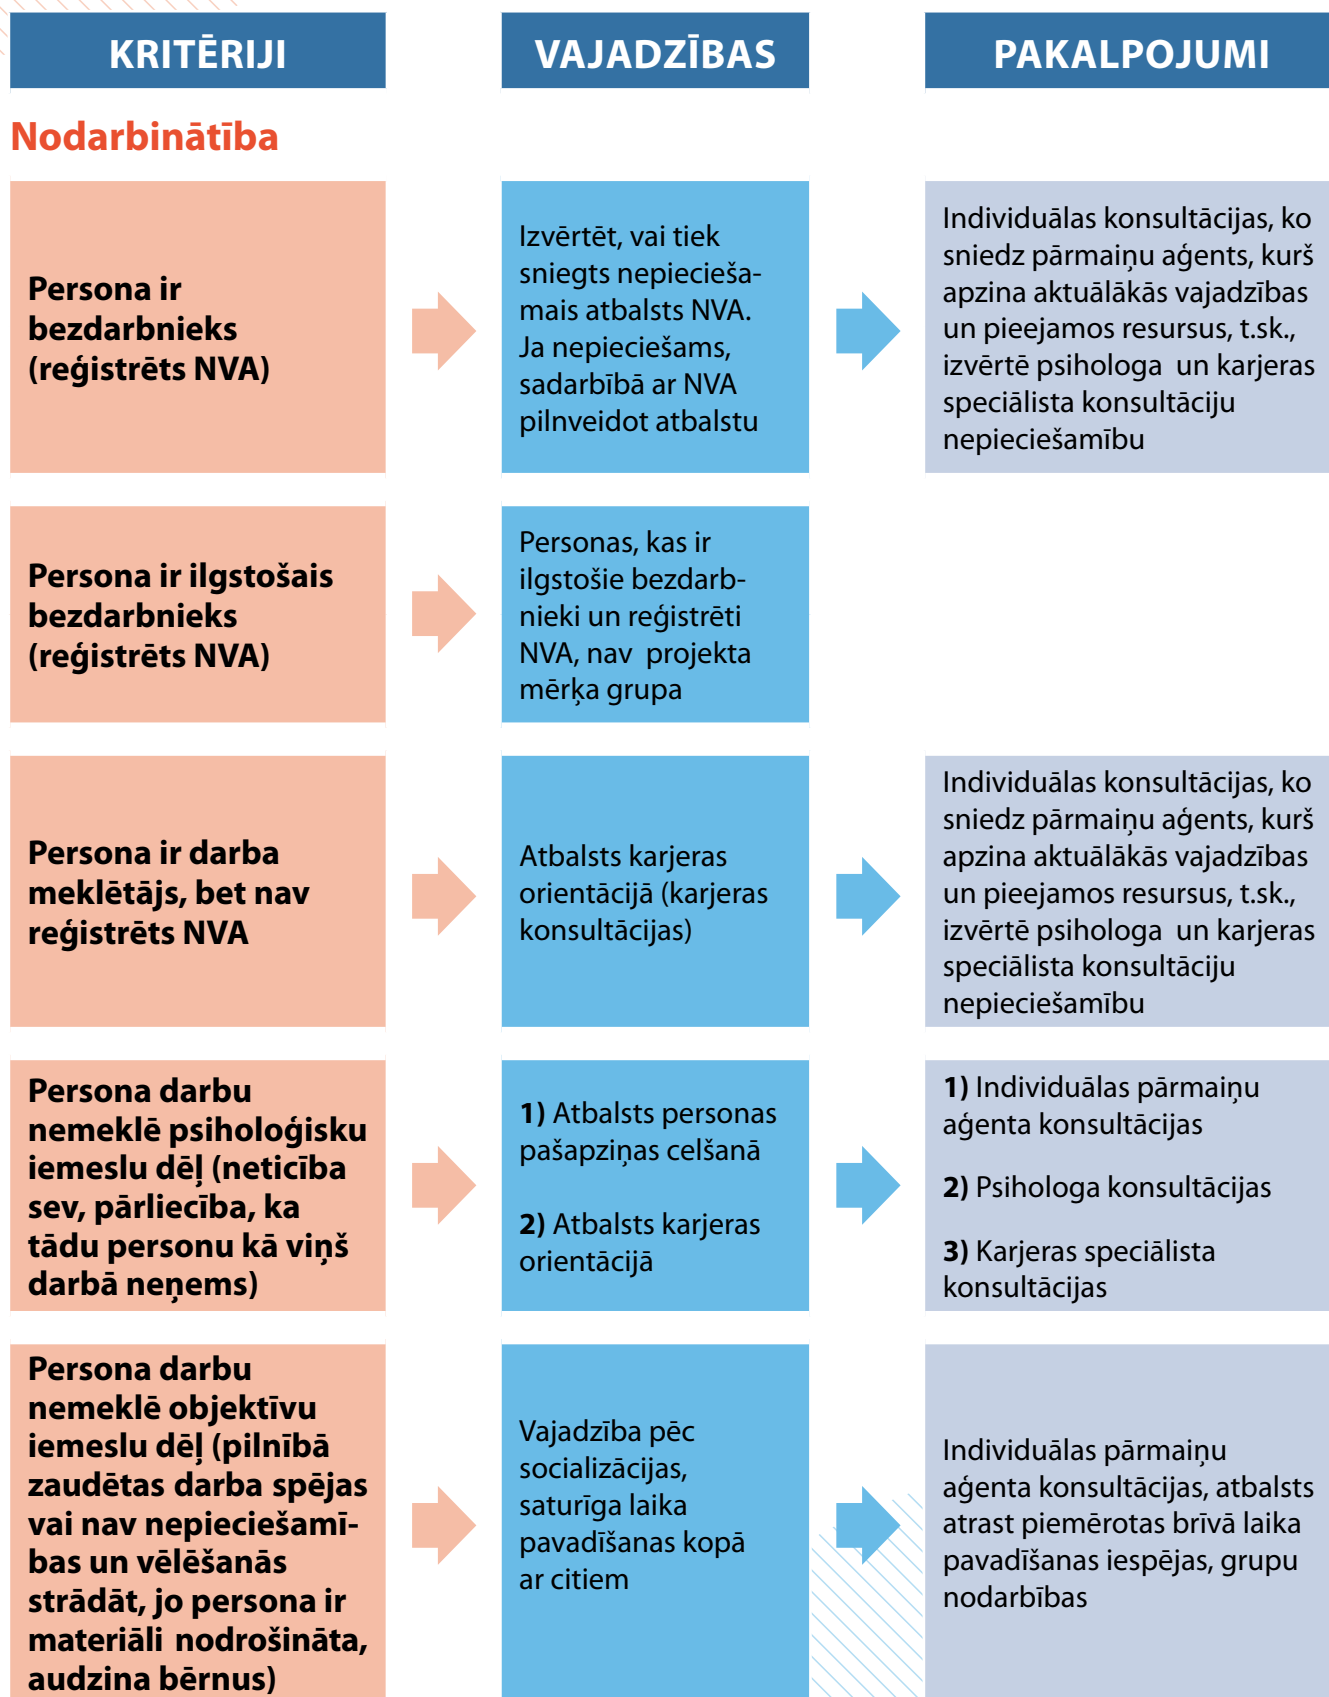 KRITĒRIJI
VAJADZĪBAS
PAKALPOJUMI
Nodarbinātība
Persona ir
bezdarbnieks
(reģistrēts NVA)
Izvērtēt, vai tiek
sniegts nepiecieša-
mais atbalsts NVA.
Ja nepieciešams,
sadarbībā ar NVA
pilnveidot atbalstu
Individuālas konsultācijas, ko
sniedz pārmaiņu aģents, kurš
apzina aktuālākās vajadzības
un pieejamos resursus, t.sk.,
izvērtē psihologa un karjeras
speciālista konsultāciju
nepieciešamību
Persona ir ilgstošais
bezdarbnieks
(reģistrēts NVA)
Personas, kas ir
ilgstošie bezdarb-
nieki un reģistrēti
NVA, nav projekta
mērķa grupa
Persona ir darba
meklētājs, bet nav
reģistrēts NVA
Atbalsts karjeras
orientācijā (karjeras
konsultācijas)
Individuālas konsultācijas, ko
sniedz pārmaiņu aģents, kurš
apzina aktuālākās vajadzības
un pieejamos resursus, t.sk.,
izvērtē psihologa un karjeras
speciālista konsultāciju
nepieciešamību
Persona darbu
nemeklē psiholoģisku
iemeslu dēļ (neticība
sev, pārliecība, ka
tādu personu kā viņš
darbā neņems)
1) Atbalsts personas
pašapziņas celšanā
2) Atbalsts karjeras
orientācijā
1) Individuālas pārmaiņu
aģenta konsultācijas
2) Psihologa konsultācijas
3) Karjeras speciālista
konsultācijas
Persona darbu
nemeklē objektīvu
iemeslu dēļ (pilnībā
zaudētas darba spējas
vai nav nepieciešamī-
bas un vēlēšanās
strādāt, jo persona ir
materiāli nodrošināta,
audzina bērnus)
Vajadzība pēc
socializācijas,
saturīga laika
pavadīšanas kopā
ar citiem
Individuālas pārmaiņu
aģenta konsultācijas, atbalsts
atrast piemērotas brīvā laika
pavadīšanas iespējas, grupu
nodarbības